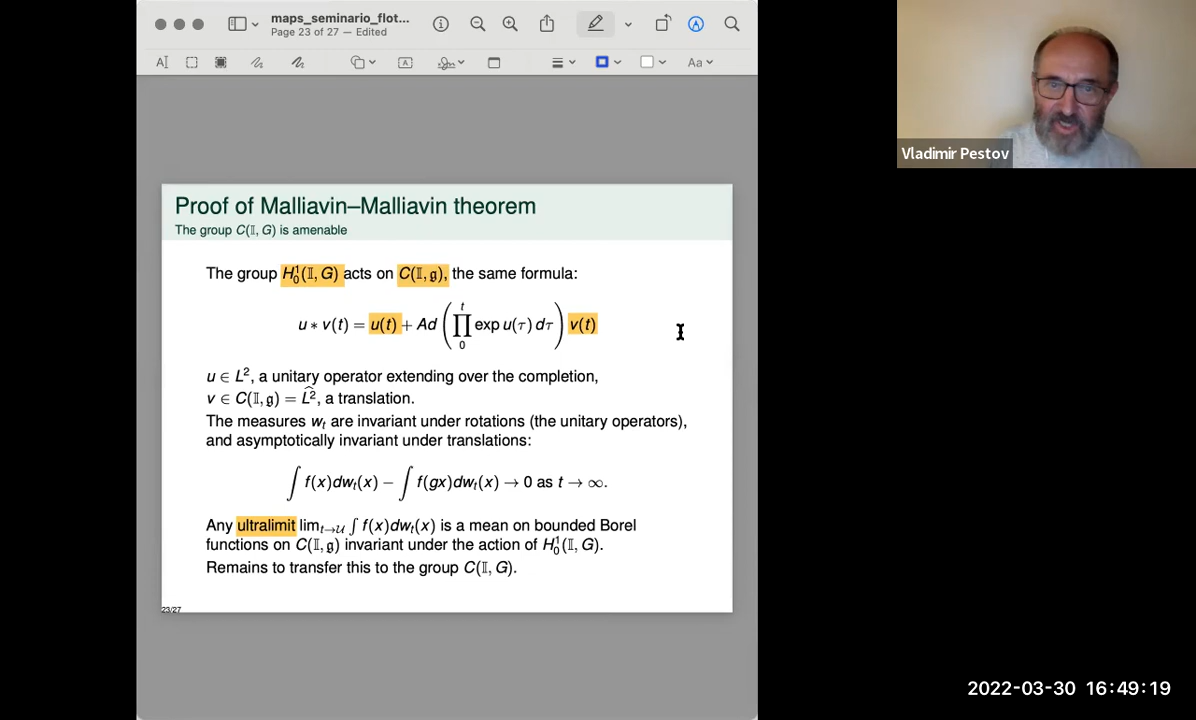 maps_seminario_flot...
Page 23 of 27 — Edited
Vladimir Pestov
Proof of Malliavin–Malliavin theorem
The group C(𝕀, G) is amenable
The group H₀¹(𝕀, G) acts on C(𝕀, 𝔤), the same formula:
u ∗ v(t) = u(t) + Ad (∏₀ᵗ exp u(τ) dτ) v(t)
u ∈ L², a unitary operator extending over the completion,
v ∈ C(𝕀, 𝔤) = L̂², a translation.
The measures wₜ are invariant under rotations (the unitary operators),
and asymptotically invariant under translations:
∫ f(x)dwₜ(x) − ∫ f(gx)dwₜ(x) → 0 as t → ∞.
Any ultralimit limₜ→𝒰 ∫ f(x)dwₜ(x) is a mean on bounded Borel
functions on C(𝕀, 𝔤) invariant under the action of H₀¹(𝕀, G).
Remains to transfer this to the group C(𝕀, G).
23/27
2022-03-30 16:49:19